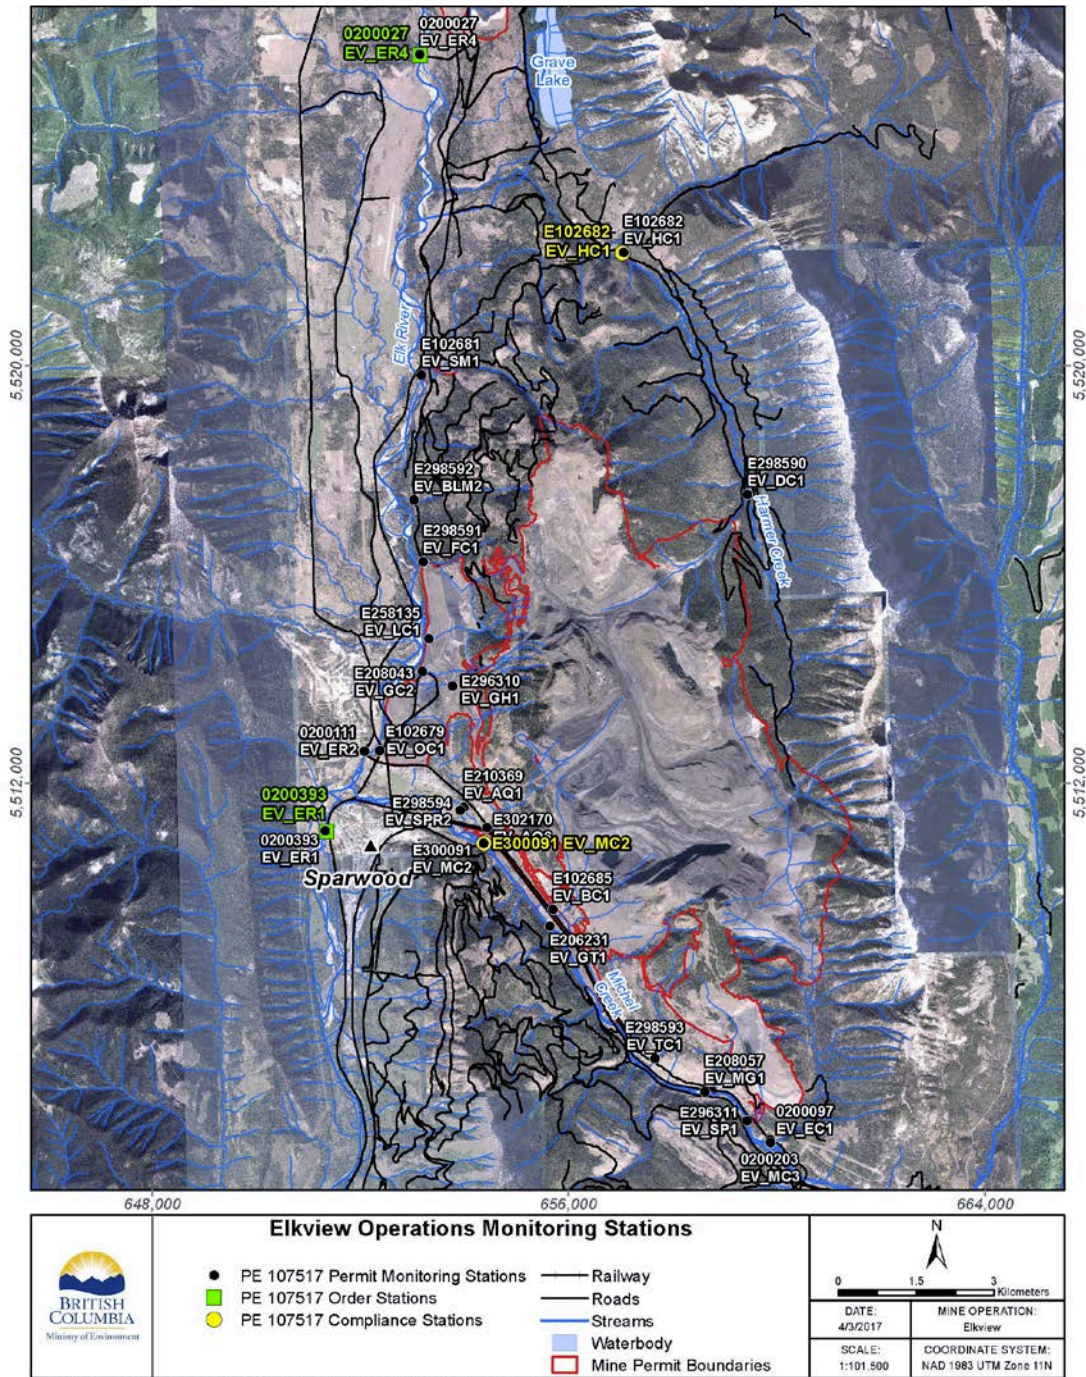 0200027
EV_ER4
0200027
EV_ER4
Grave
Lake
E102682
EV_HC1
E102682
EV_HC1
Elk River
5,520,000
5,520,000
E102681
EV_SM1
E298592
EV_BLM2
E298590
EV_DC1
Harmer Creek
E298591
EV_FC1
E258135
EV_LC1
E208043
EV_GC2
E296310
EV_GH1
0200111
EV_ER2
E102679
EV_OC1
5,512,000
5,512,000
E210369
EV_AQ1
0200393
EV_ER1
E298594
EV_SPR2
E302170
0200393
EV_ER1
E300091 EV_MC2
E300091
EV_MC2
Sparwood
E102685
EV_BC1
E206231
EV_GT1
Michel
Creek
E298593
EV_TC1
E208057
EV_MG1
E296311
EV_SP1
0200097
EV_EC1
0200203
EV_MC3
648,000
656,000
664,000
BRITISH
COLUMBIA
Ministry of Environment
Elkview Operations Monitoring Stations
PE 107517 Permit Monitoring Stations
PE 107517 Order Stations
PE 107517 Compliance Stations
Railway
Roads
Streams
Waterbody
Mine Permit Boundaries
N
0 1.5 3
Kilometers
DATE:
4/3/2017
MINE OPERATION:
Elkview
SCALE:
1:101,500
COORDINATE SYSTEM:
NAD 1983 UTM Zone 11N